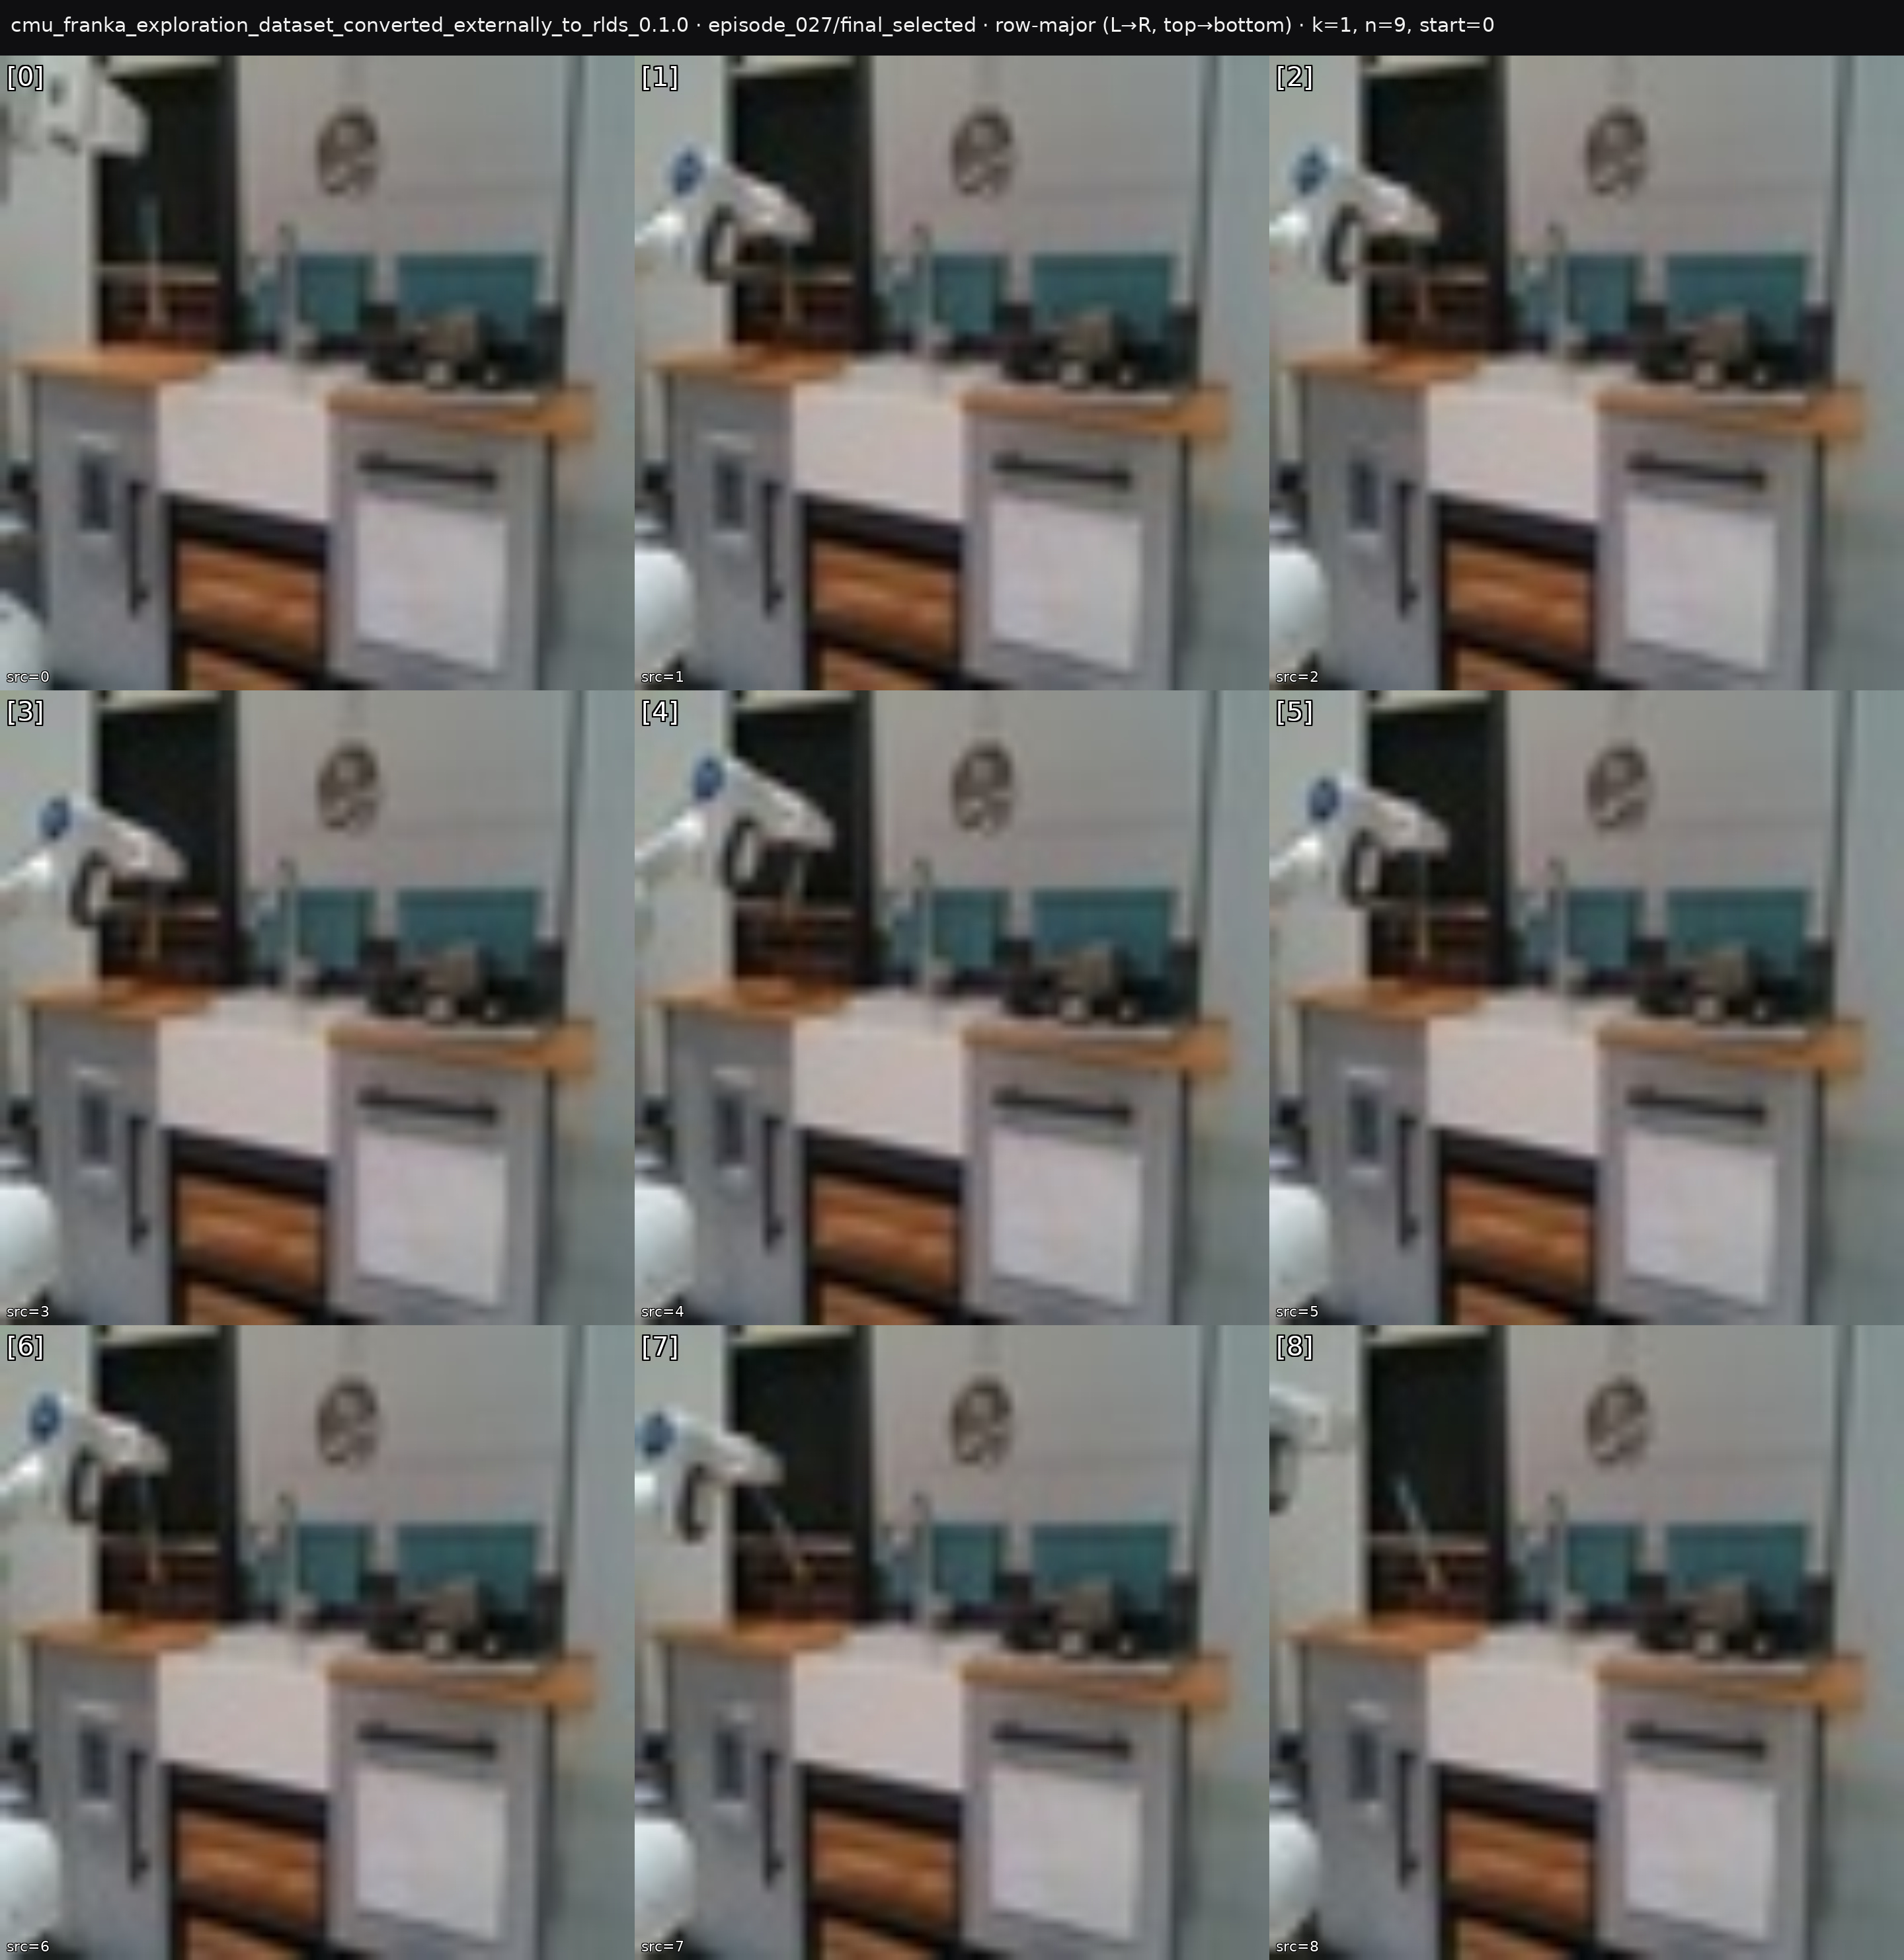 cmu_franka_exploration_dataset_converted_externally_to_rlds_0.1.0 · episode_027/final_selected · row-major (L→R, top→bottom) · k=1, n=9, start=0
[0]
[1]
[2]
src=0
src=1
src=2
[3]
[4]
[5]
src=3
src=4
src=5
[6]
[7]
[8]
src=6
src=7
src=8